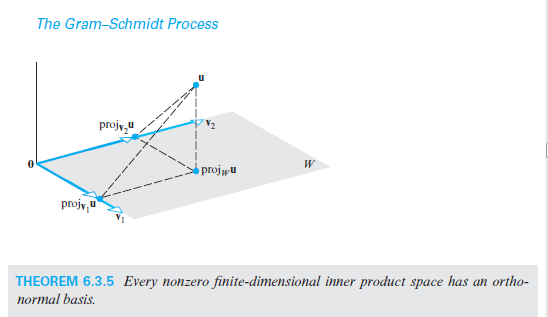 The Gram–Schmidt Process
u
proj_v₂ u
v₂
0
proj_W u
W
proj_v₁ u
v₁
THEOREM 6.3.5 Every nonzero finite-dimensional inner product space has an ortho-
normal basis.